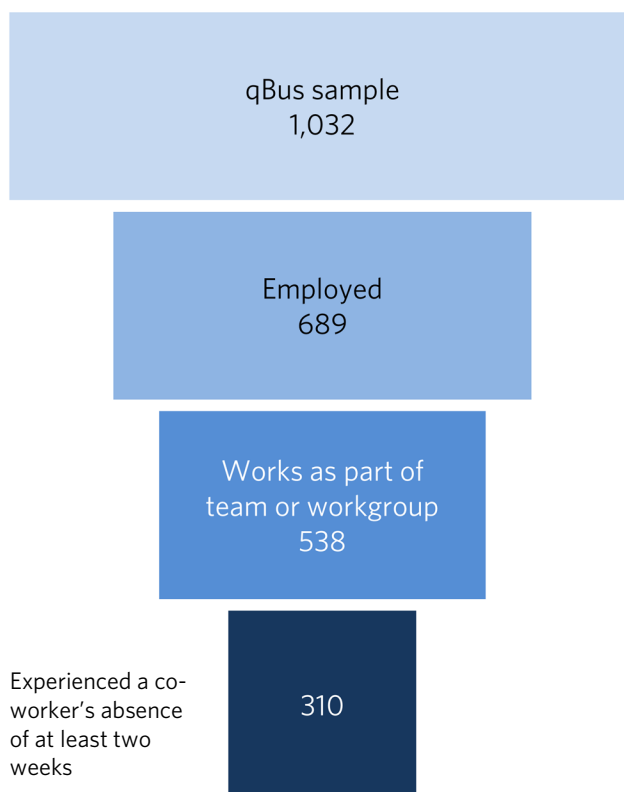 qBus sample
1,032
Employed
689
Works as part of
team or workgroup
538
Experienced a co-
worker's absence
of at least two
weeks
310